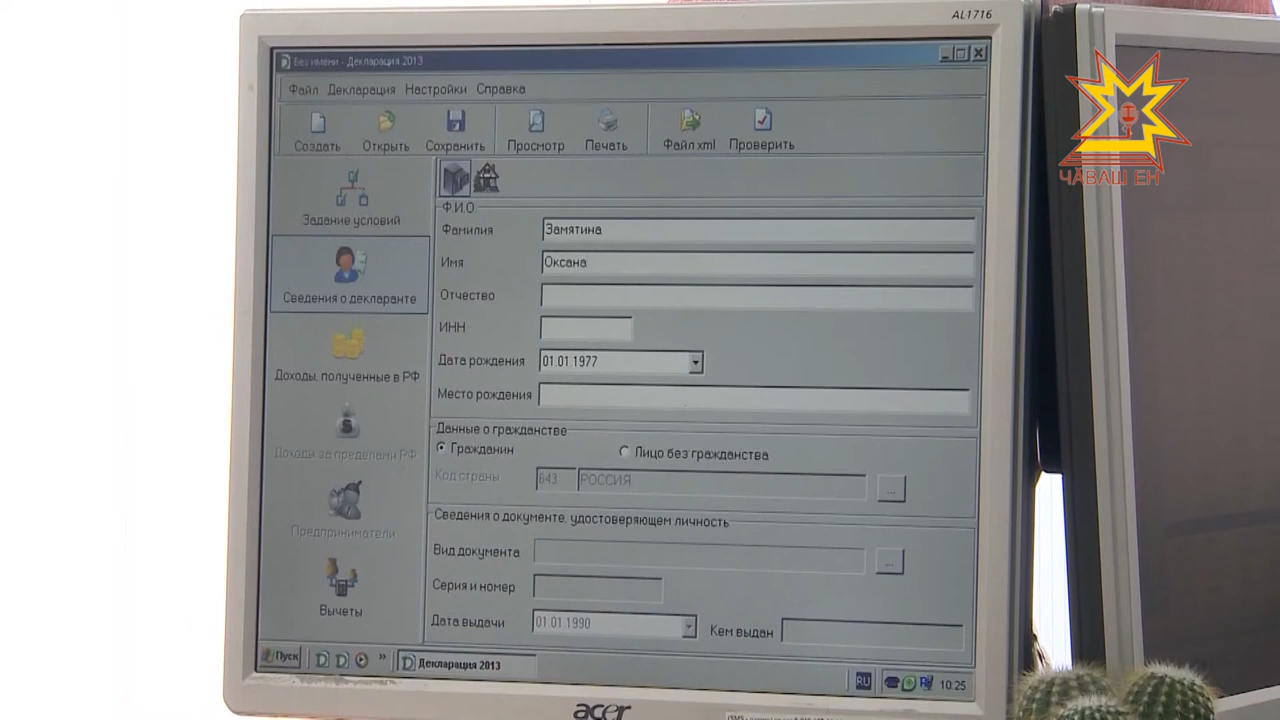 AL1716
Без имени - Декларация 2013
Файл Декларация Настройки Справка
Создать Открыть Сохранить Просмотр Печать Файл xml Проверить
ЧӐВАШ ЕН
Задание условий
Сведения о декларанте
Доходы, полученные в РФ
Доходы за пределами РФ
Предприниматели
Вычеты
Ф.И.О.
Фамилия Замятина
Имя Оксана
Отчество
ИНН
Дата рождения 01.01.1977
Место рождения
Данные о гражданстве
Гражданин Лицо без гражданства
Код страны 643 РОССИЯ ...
Сведения о документе, удостоверяющем личность
Вид документа ...
Серия и номер
Дата выдачи 01.01.1990 Кем выдан
Пуск » Декларация 2013 RU 10:25
acer